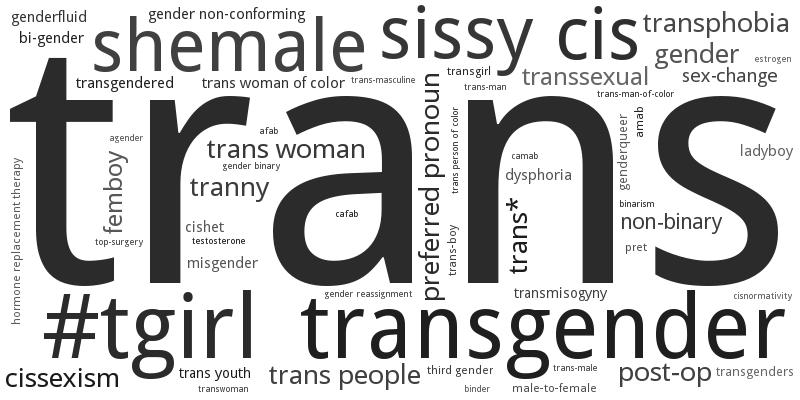 genderfluid
gender non-conforming
bi-gender
shemale
sissy
cis
transphobia
gender
estrogen
transgendered
trans woman of color
trans-masculine
transgirl
trans-man
transsexual
sex-change
trans-man-of-color
trans
agender
afab
trans woman
gender binary
femboy
tranny
preferred pronoun
trans person of color
camab
dysphoria
genderqueer
amab
ladyboy
hormone replacement therapy
cafab
cishet
testosterone
top-surgery
misgender
trans-boy
trans*
binarism
non-binary
pret
gender reassignment
transmisogyny
cisnormativity
#tgirl
transgender
cissexism
trans youth
transwoman
trans people
third gender
binder
trans-male
male-to-female
post-op
transgenders